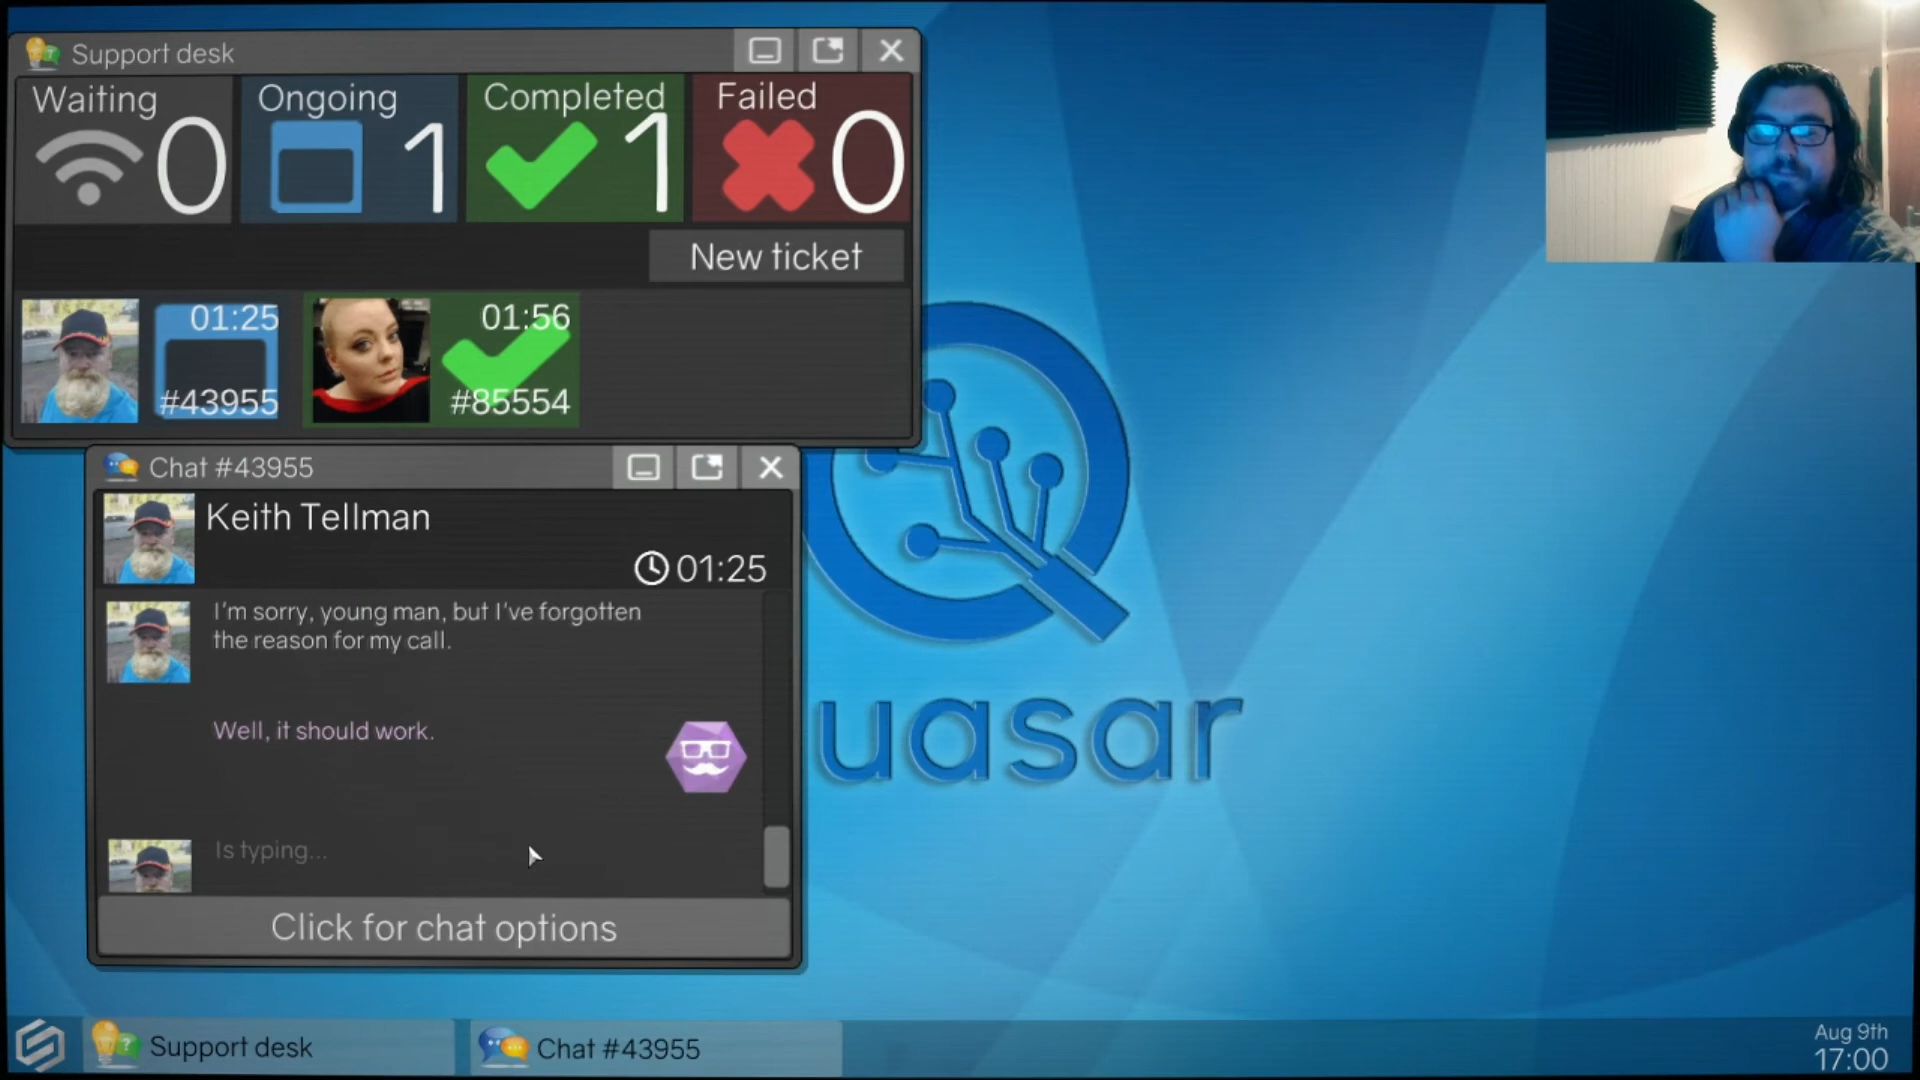 Support desk
Waiting
0
Ongoing
1
Completed
1
Failed
0
New ticket
01:25
#43955
01:56
#85554
Chat #43955
Keith Tellman
01:25
I'm sorry, young man, but I've forgotten
the reason for my call.
Well, it should work.
Is typing...
Click for chat options
uasar
Support desk
Chat #43955
Aug 9th
17:00